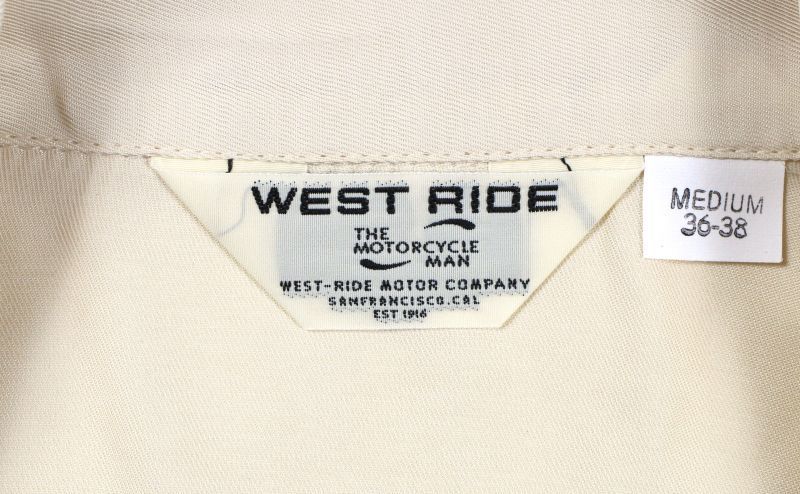 WEST RIDE
THE
MOTORCYCLE
MAN
WEST-RIDE MOTOR COMPANY
SANFRANCISCO.CAL
EST 1916
MEDIUM
36-38